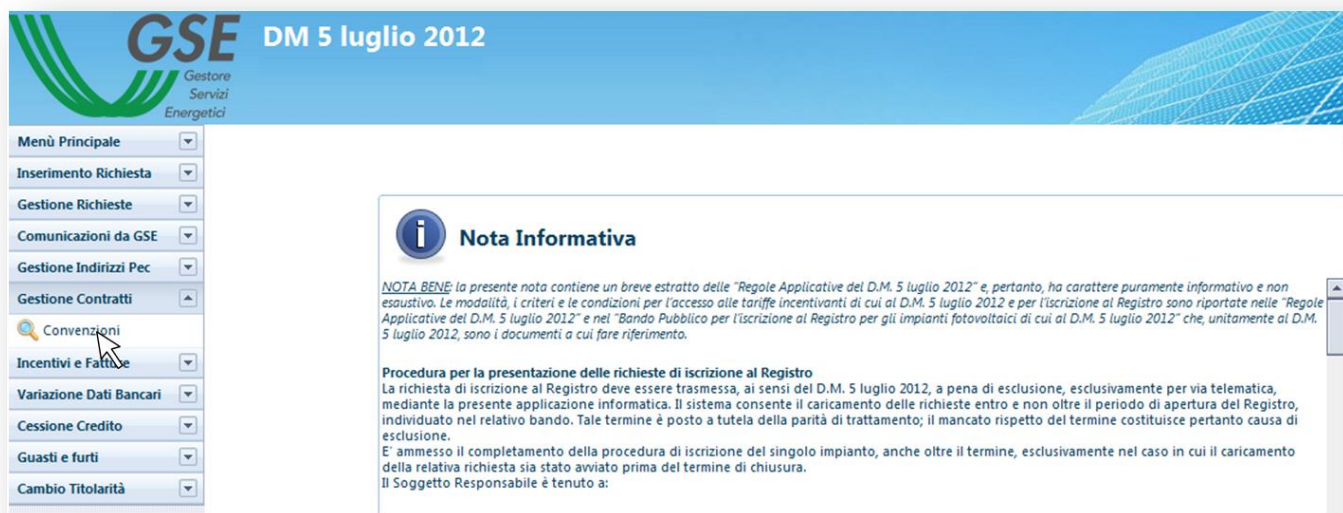 GSE
Gestore
Servizi
Energetici
DM 5 luglio 2012
Menù Principale
Inserimento Richiesta
Gestione Richieste
Comunicazioni da GSE
Gestione Indirizzi Pec
Gestione Contratti
Convenzioni
Incentivi e Fatture
Variazione Dati Bancari
Cessione Credito
Guasti e furti
Cambio Titolarità
Nota Informativa
NOTA BENE: la presente nota contiene un breve estratto delle "Regole Applicative del D.M. 5 luglio 2012" e, pertanto, ha carattere puramente informativo e non
esaustivo. Le modalità, i criteri e le condizioni per l'accesso alle tariffe incentivanti di cui al D.M. 5 luglio 2012 e per l'iscrizione al Registro sono riportate nelle "Regole
Applicative del D.M. 5 luglio 2012" e nel "Bando Pubblico per l'iscrizione al Registro per gli impianti fotovoltaici di cui al D.M. 5 luglio 2012" che, unitamente al D.M.
5 luglio 2012, sono i documenti a cui fare riferimento.
Procedura per la presentazione delle richieste di iscrizione al Registro
La richiesta di iscrizione al Registro deve essere trasmessa, ai sensi del D.M. 5 luglio 2012, a pena di esclusione, esclusivamente per via telematica,
mediante la presente applicazione informatica. Il sistema consente il caricamento delle richieste entro e non oltre il periodo di apertura del Registro,
individuato nel relativo bando. Tale termine è posto a tutela della parità di trattamento; il mancato rispetto del termine costituisce pertanto causa di
esclusione.
E' ammesso il completamento della procedura di iscrizione del singolo impianto, anche oltre il termine, esclusivamente nel caso in cui il caricamento
della relativa richiesta sia stato avviato prima del termine di chiusura.
Il Soggetto Responsabile è tenuto a: